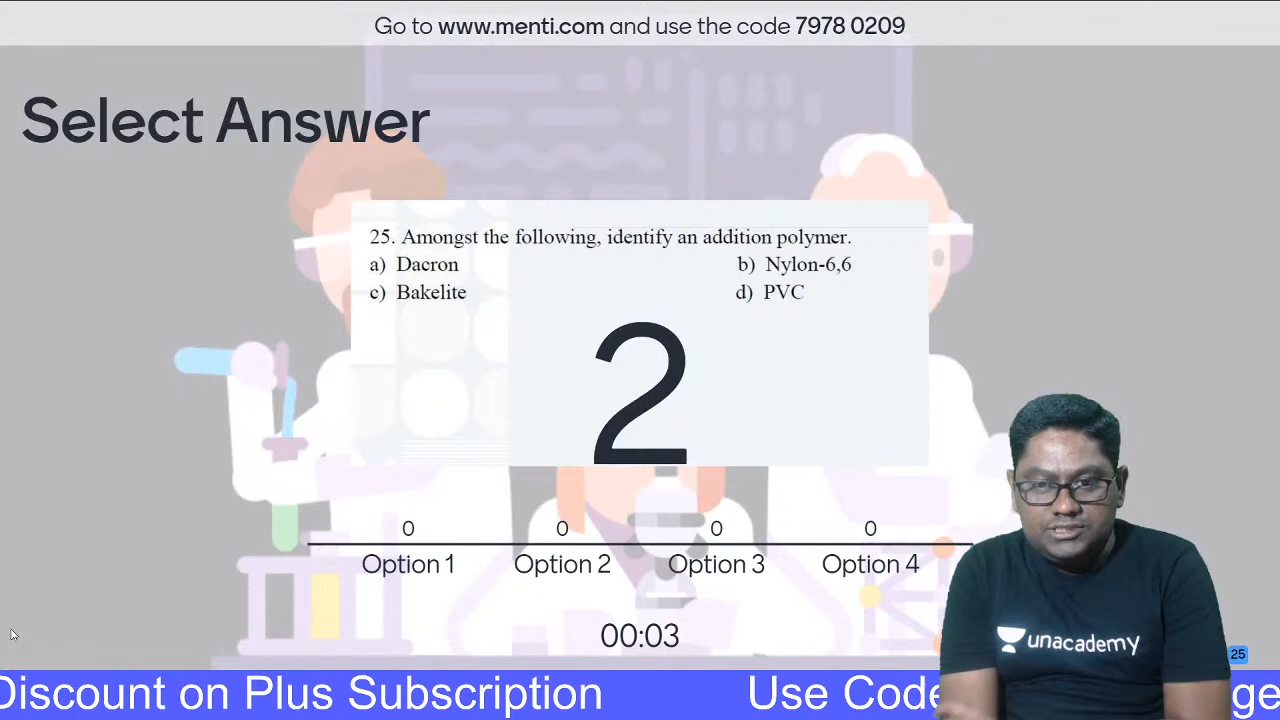 Go to www.menti.com and use the code 7978 0209
Select Answer
25. Amongst the following, identify an addition polymer.
a) Dacron b) Nylon-6,6
c) Bakelite d) PVC
2
0 0 0 0
Option 1 Option 2 Option 3 Option 4
00:03
unacademy
25
Discount on Plus Subscription Use Code